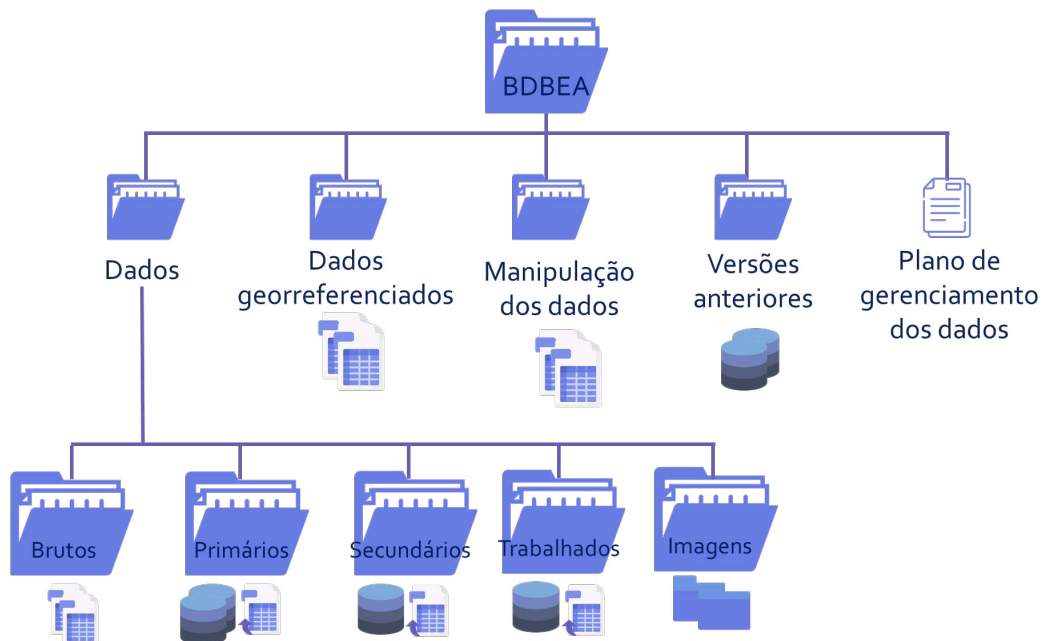 BDBEA
Dados
Dados
georreferenciados
Manipulação
dos dados
Versões
anteriores
Plano de
gerenciamento
dos dados
Brutos
Primários
Secundários
Trabalhados
Imagens